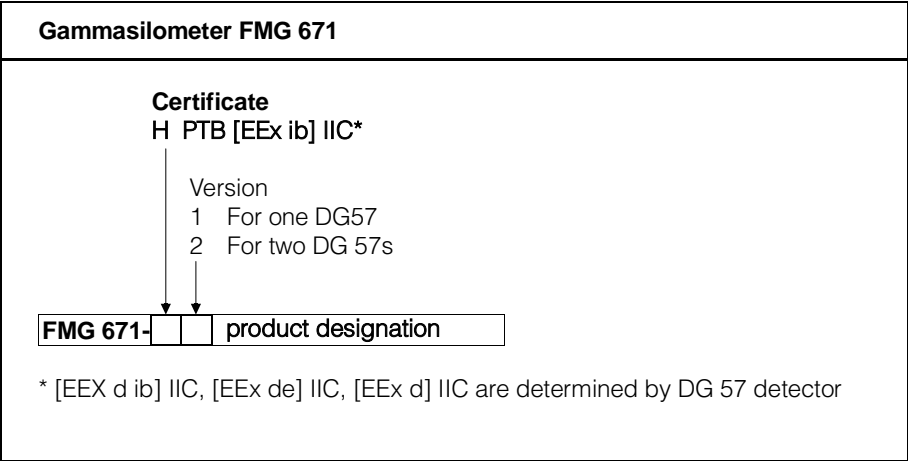 Gammasilometer FMG 671
Certificate
H PTB [EEx ib] IIC*
Version
1 For one DG57
2 For two DG 57s
FMG 671- product designation
* [EEX d ib] IIC, [EEx de] IIC, [EEx d] IIC are determined by DG 57 detector